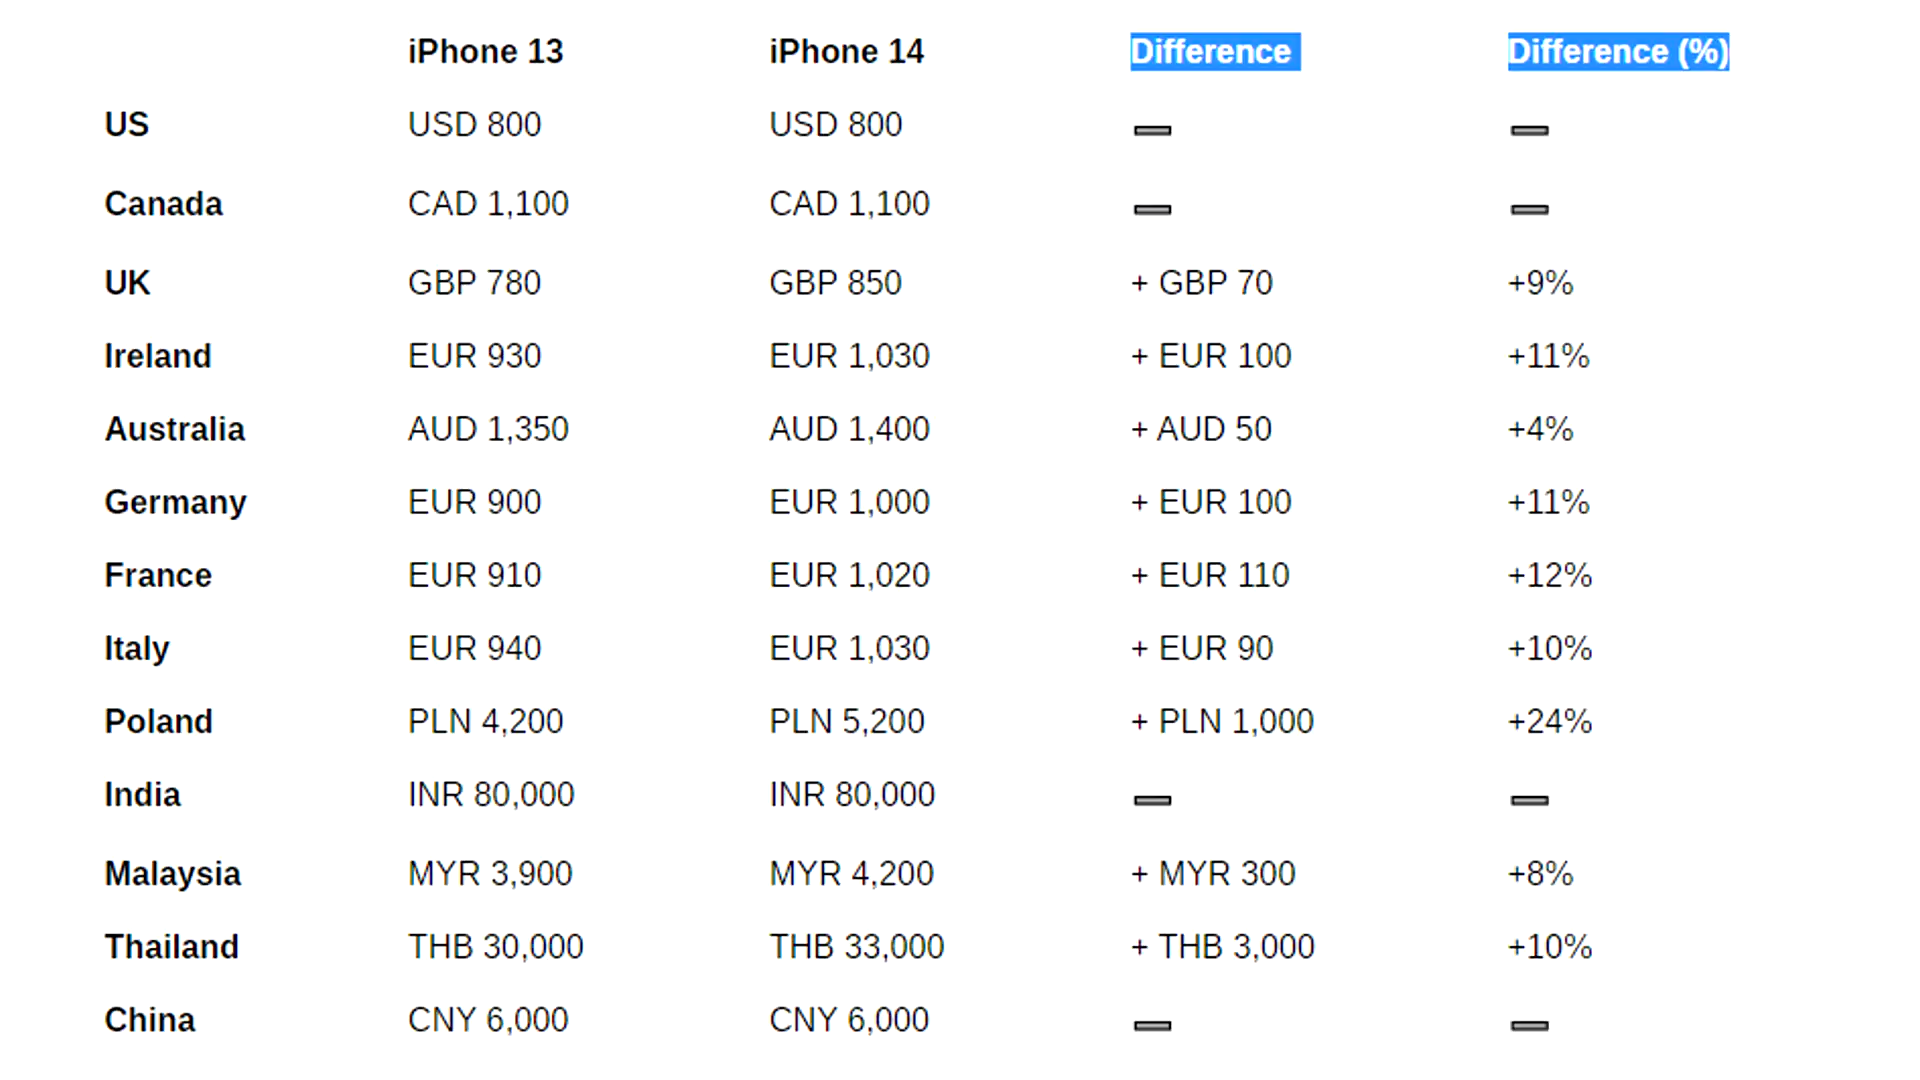 iPhone 13 iPhone 14 Difference Difference (%)
US USD 800 USD 800 ➖ ➖
Canada CAD 1,100 CAD 1,100 ➖ ➖
UK GBP 780 GBP 850 + GBP 70 +9%
Ireland EUR 930 EUR 1,030 + EUR 100 +11%
Australia AUD 1,350 AUD 1,400 + AUD 50 +4%
Germany EUR 900 EUR 1,000 + EUR 100 +11%
France EUR 910 EUR 1,020 + EUR 110 +12%
Italy EUR 940 EUR 1,030 + EUR 90 +10%
Poland PLN 4,200 PLN 5,200 + PLN 1,000 +24%
India INR 80,000 INR 80,000 ➖ ➖
Malaysia MYR 3,900 MYR 4,200 + MYR 300 +8%
Thailand THB 30,000 THB 33,000 + THB 3,000 +10%
China CNY 6,000 CNY 6,000 ➖ ➖